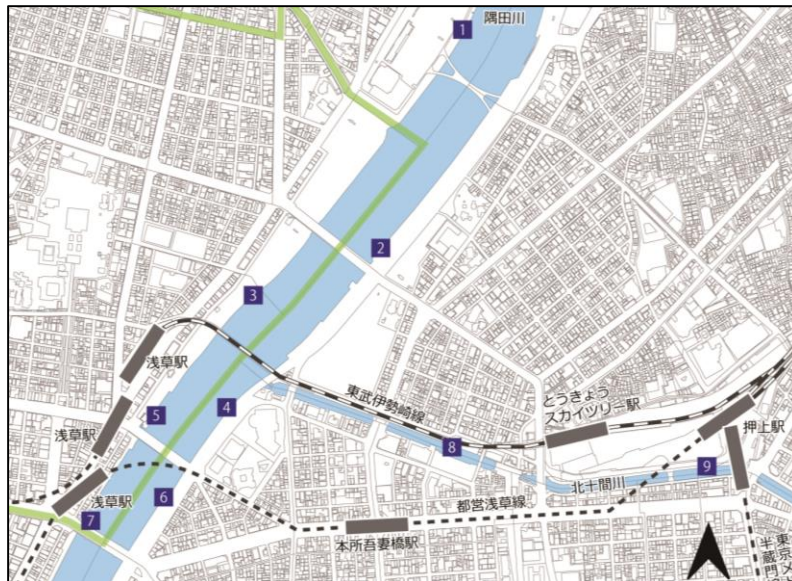 1
隅田川
2
3
浅草駅
東武伊勢崎線
とうきょう
スカイツリー駅
4
5
浅草駅
8
押上駅
9
北十間川
浅草駅
6
都営浅草線
7
本所吾妻橋駅
東京メ
半蔵門